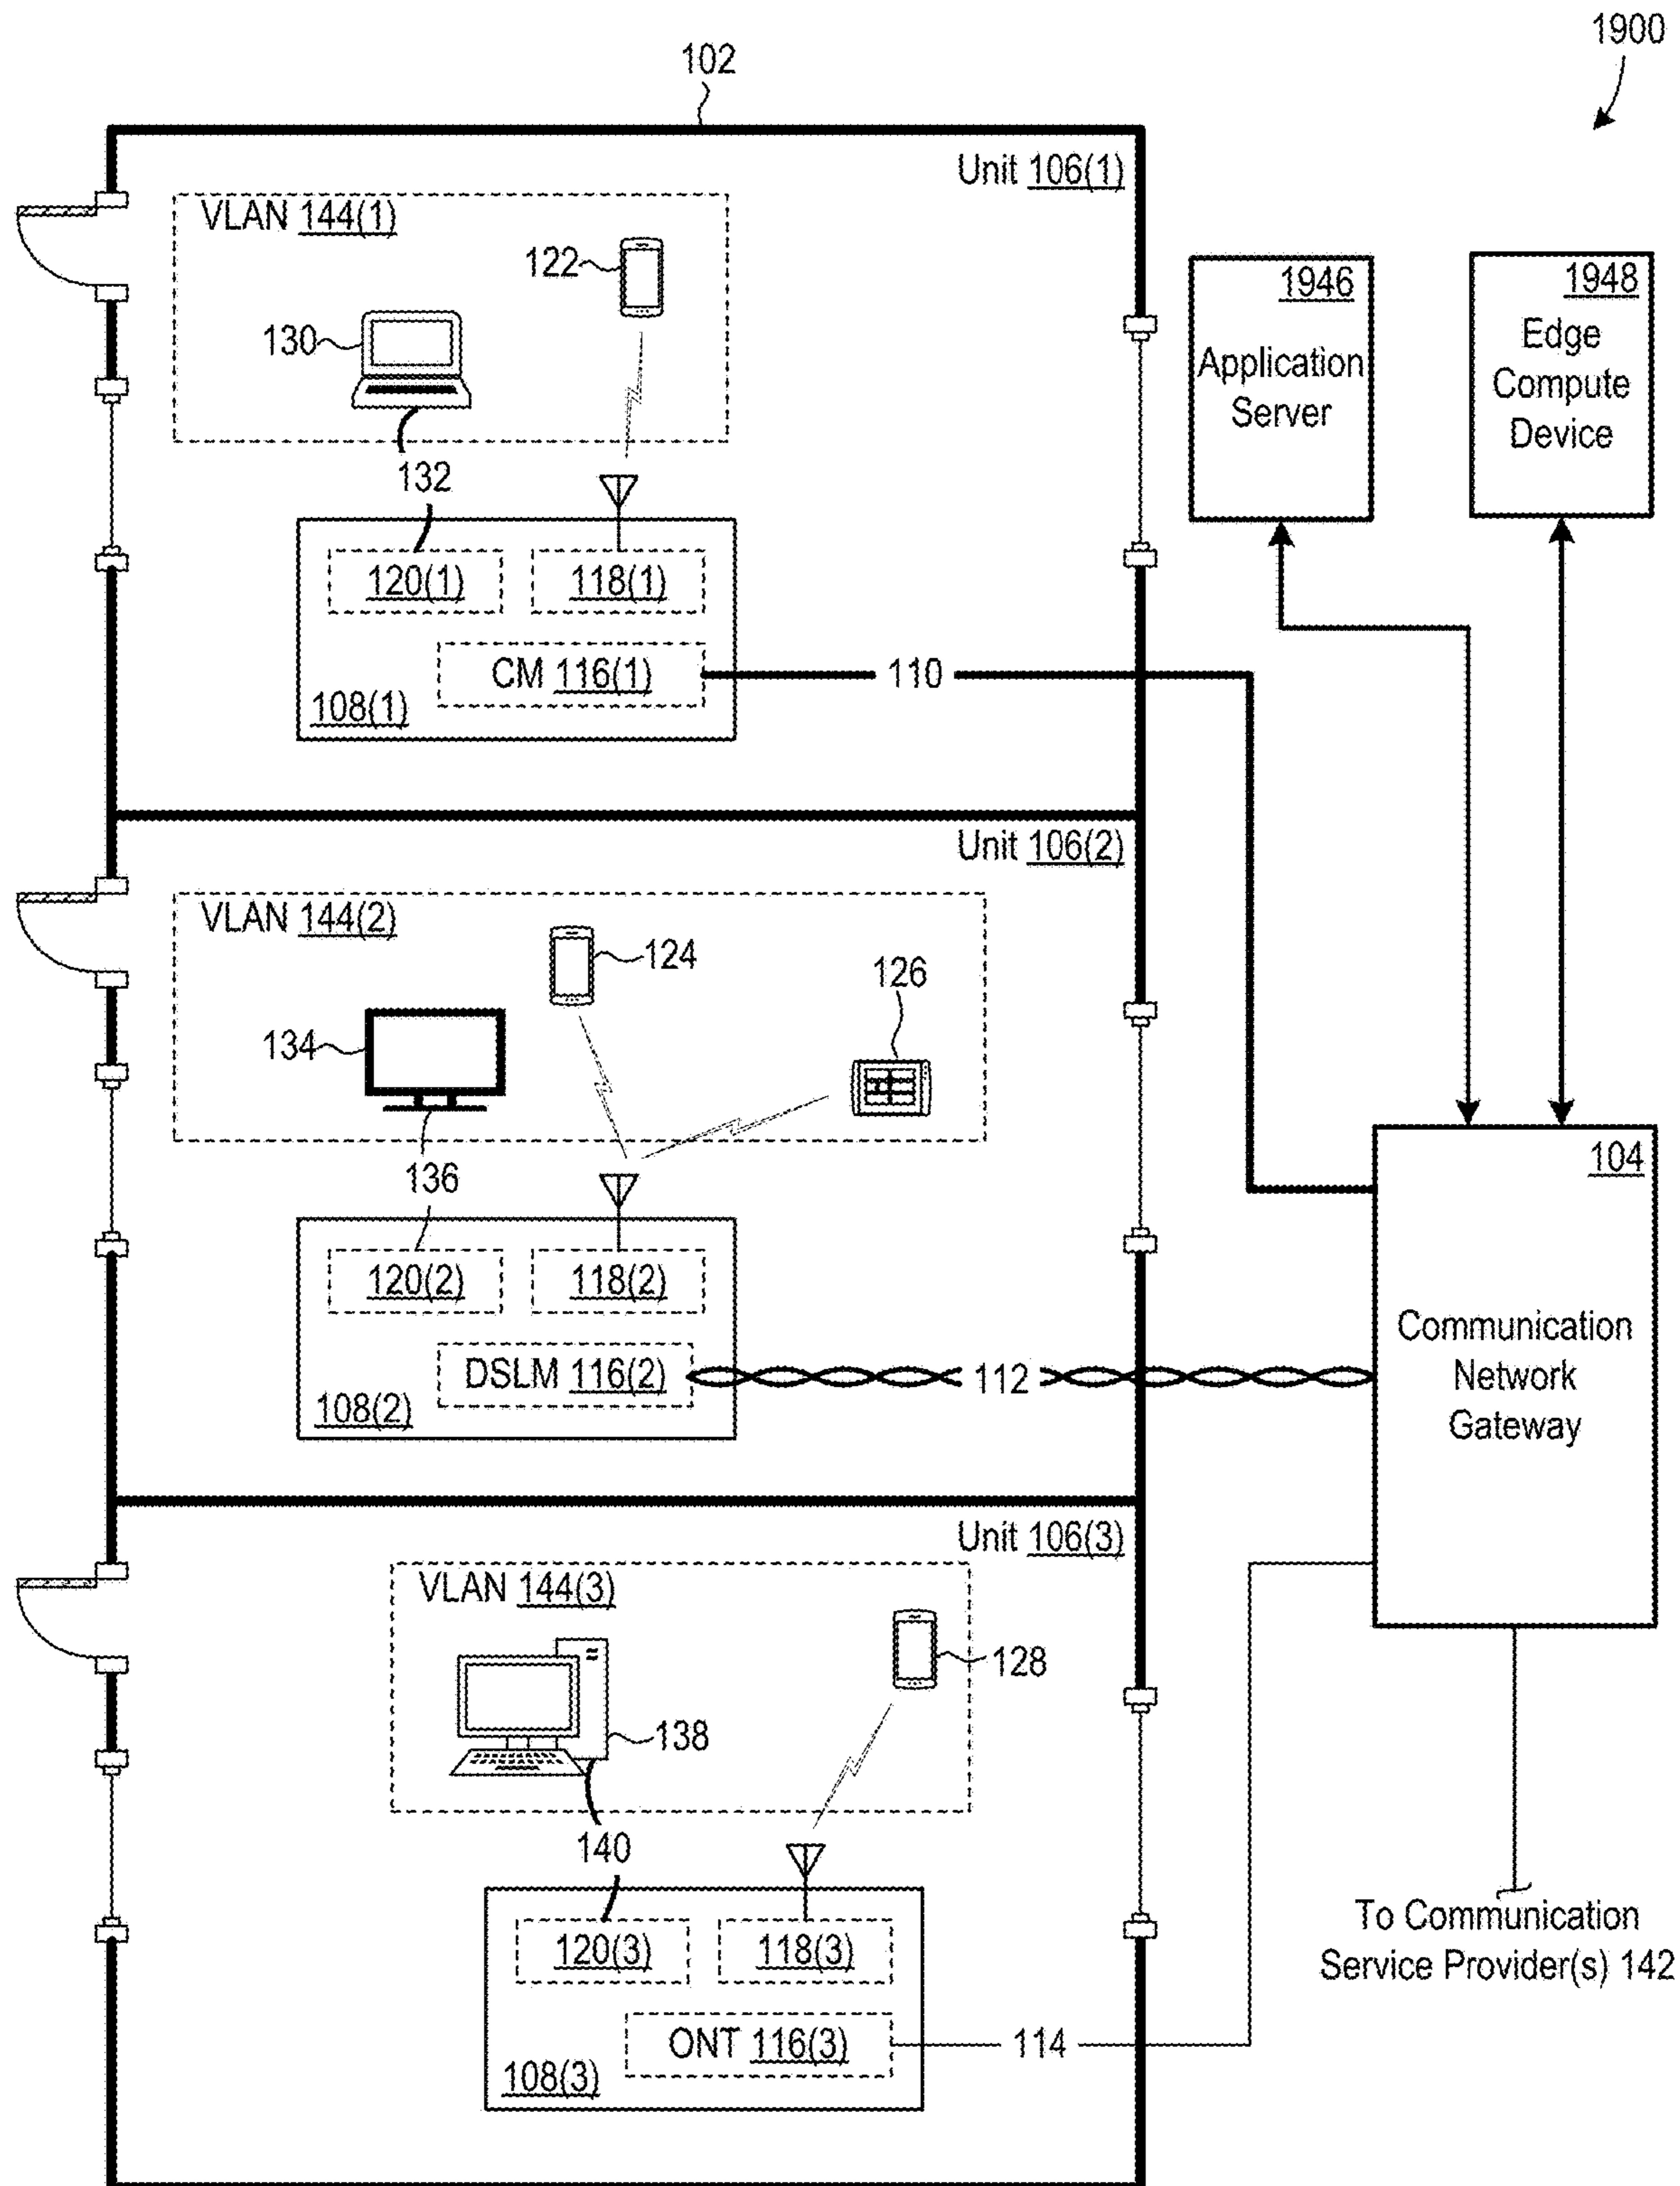 1900
102
Unit 106(1)
VLAN 144(1)
122
130
132
120(1)
118(1)
CM 116(1)
108(1)
110
1946
Application
Server
1948
Edge
Compute
Device
Unit 106(2)
VLAN 144(2)
124
126
134
136
120(2)
118(2)
DSLM 116(2)
108(2)
112
104
Communication
Network
Gateway
Unit 106(3)
VLAN 144(3)
128
138
140
120(3)
118(3)
ONT 116(3)
108(3)
114
To Communication
Service Provider(s) 142